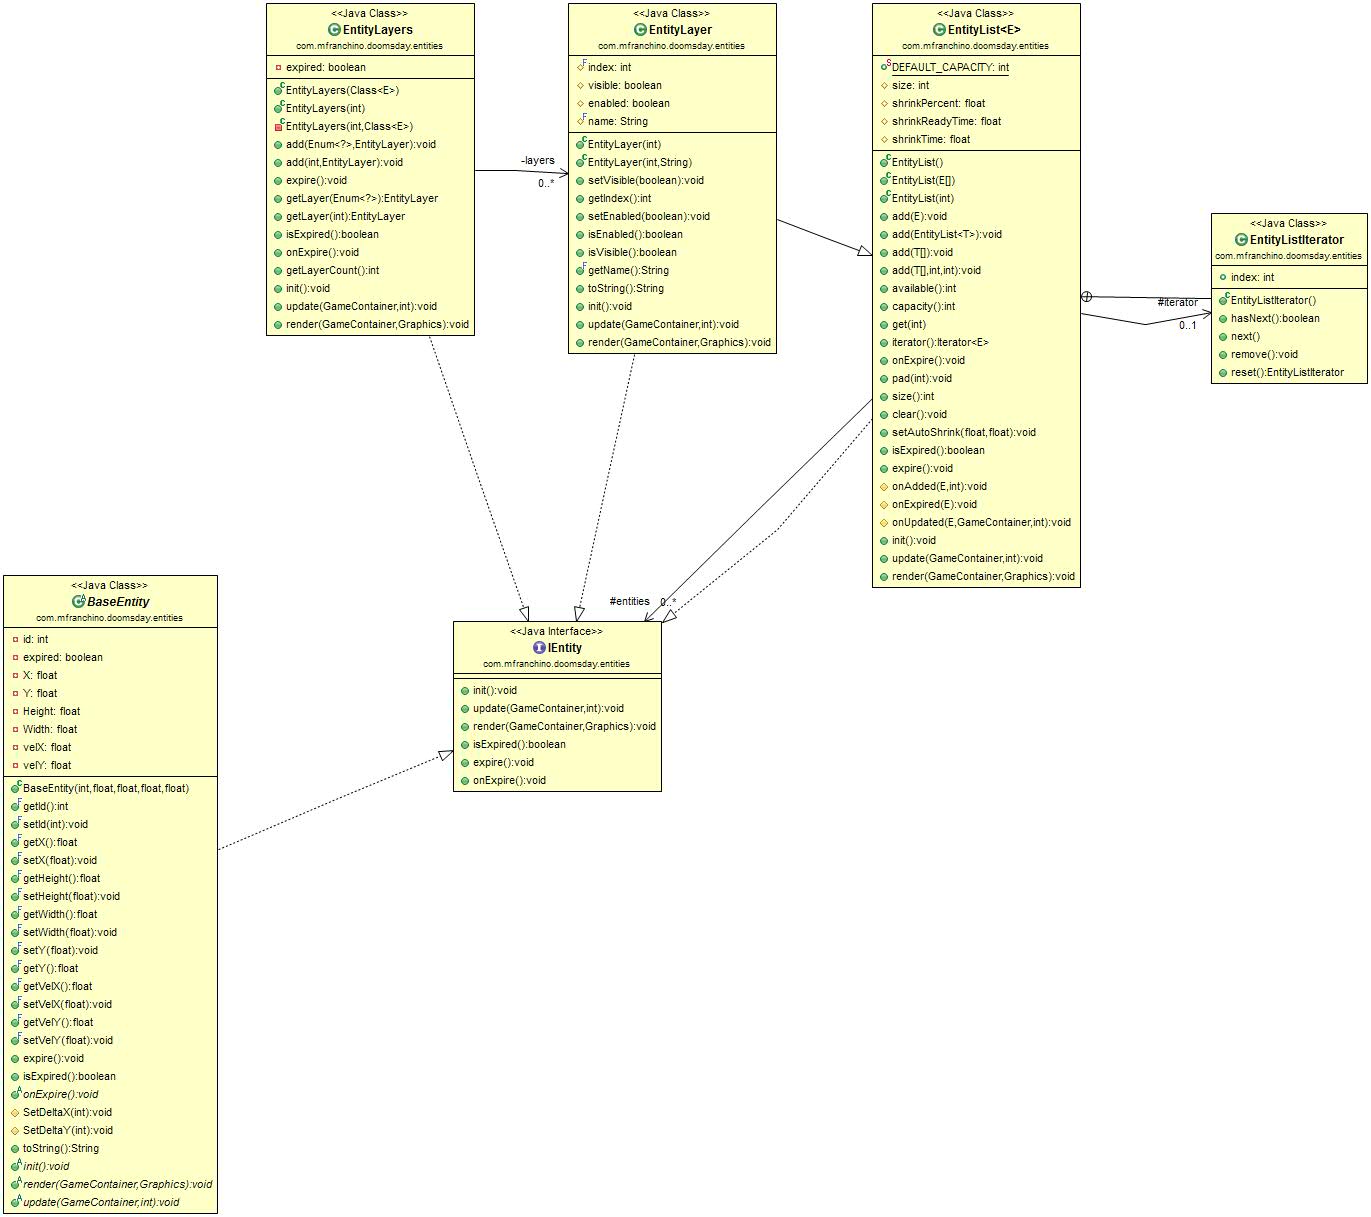 <<Java Class>>
EntityLayers
com.mfranchino.doomsday.entities
expired: boolean
EntityLayers(Class<E>)
EntityLayers(int)
EntityLayers(int,Class<E>)
add(Enum<?>,EntityLayer):void
add(int,EntityLayer):void
expire():void
getLayer(Enum<?>):EntityLayer
getLayer(int):EntityLayer
isExpired():boolean
onExpire():void
getLayerCount():int
init():void
update(GameContainer,int):void
render(GameContainer,Graphics):void
-layers
0..*
<<Java Class>>
EntityLayer
com.mfranchino.doomsday.entities
index: int
visible: boolean
enabled: boolean
name: String
EntityLayer(int)
EntityLayer(int,String)
setVisible(boolean):void
getIndex():int
setEnabled(boolean):void
isEnabled():boolean
isVisible():boolean
getName():String
toString():String
init():void
update(GameContainer,int):void
render(GameContainer,Graphics):void
<<Java Class>>
EntityList<E>
com.mfranchino.doomsday.entities
DEFAULT_CAPACITY: int
size: int
shrinkPercent: float
shrinkReadyTime: float
shrinkTime: float
EntityList()
EntityList(E[])
EntityList(int)
add(E):void
add(EntityList<T>):void
add(T[]):void
add(T[],int,int):void
available():int
capacity():int
get(int)
iterator():Iterator<E>
onExpire():void
pad(int):void
size():int
clear():void
setAutoShrink(float,float):void
isExpired():boolean
expire():void
onAdded(E,int):void
onExpired(E):void
onUpdated(E,GameContainer,int):void
init():void
update(GameContainer,int):void
render(GameContainer,Graphics):void
#iterator
0..1
<<Java Class>>
EntityListIterator
com.mfranchino.doomsday.entities
index: int
EntityListIterator()
hasNext():boolean
next()
remove():void
reset():EntityListIterator
#entities
0..*
<<Java Interface>>
IEntity
com.mfranchino.doomsday.entities
init():void
update(GameContainer,int):void
render(GameContainer,Graphics):void
isExpired():boolean
expire():void
onExpire():void
<<Java Class>>
BaseEntity
com.mfranchino.doomsday.entities
id: int
expired: boolean
X: float
Y: float
Height: float
Width: float
velX: float
velY: float
BaseEntity(int,float,float,float,float)
getId():int
setId(int):void
getX():float
setX(float):void
getHeight():float
setHeight(float):void
getWidth():float
setWidth(float):void
setY(float):void
getY():float
getVelX():float
setVelX(float):void
getVelY():float
setVelY(float):void
expire():void
isExpired():boolean
onExpire():void
SetDeltaX(int):void
SetDeltaY(int):void
toString():String
init():void
render(GameContainer,Graphics):void
update(GameContainer,int):void